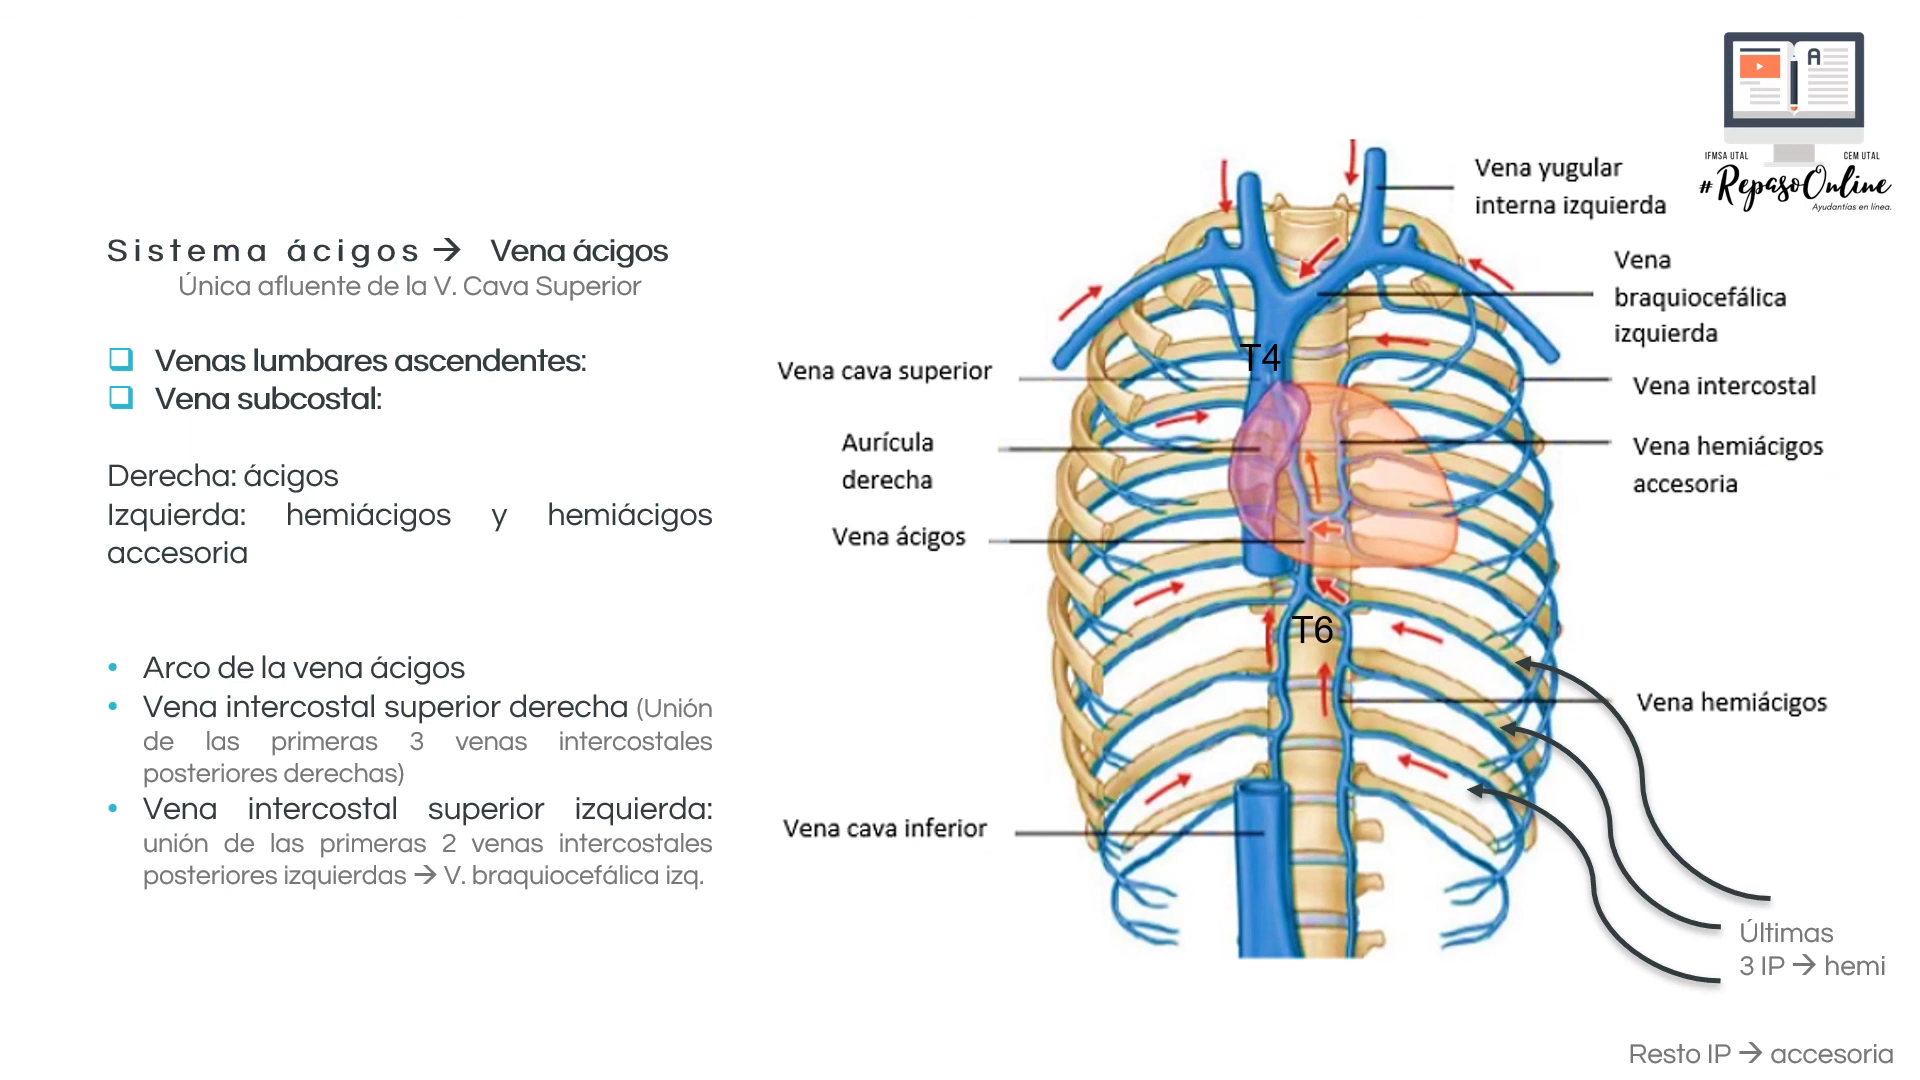 IFMSA UTAL
CEM UTAL
#RepasoOnline
Ayudantías en línea.
Sistema ácigos → Vena ácigos
Única afluente de la V. Cava Superior
❑ Venas lumbares ascendentes:
❑ Vena subcostal:
Derecha: ácigos
Izquierda: hemiácigos y hemiácigos
accesoria
• Arco de la vena ácigos
• Vena intercostal superior derecha (Unión
de las primeras 3 venas intercostales
posteriores derechas)
• Vena intercostal superior izquierda:
unión de las primeras 2 venas intercostales
posteriores izquierdas → V. braquiocefálica izq.
Vena cava superior
Aurícula
derecha
Vena ácigos
Vena cava inferior
T4
T6
Vena yugular
interna izquierda
Vena
braquiocefálica
izquierda
Vena intercostal
Vena hemiácigos
accesoria
Vena hemiácigos
Últimas
3 IP → hemi
Resto IP → accesoria